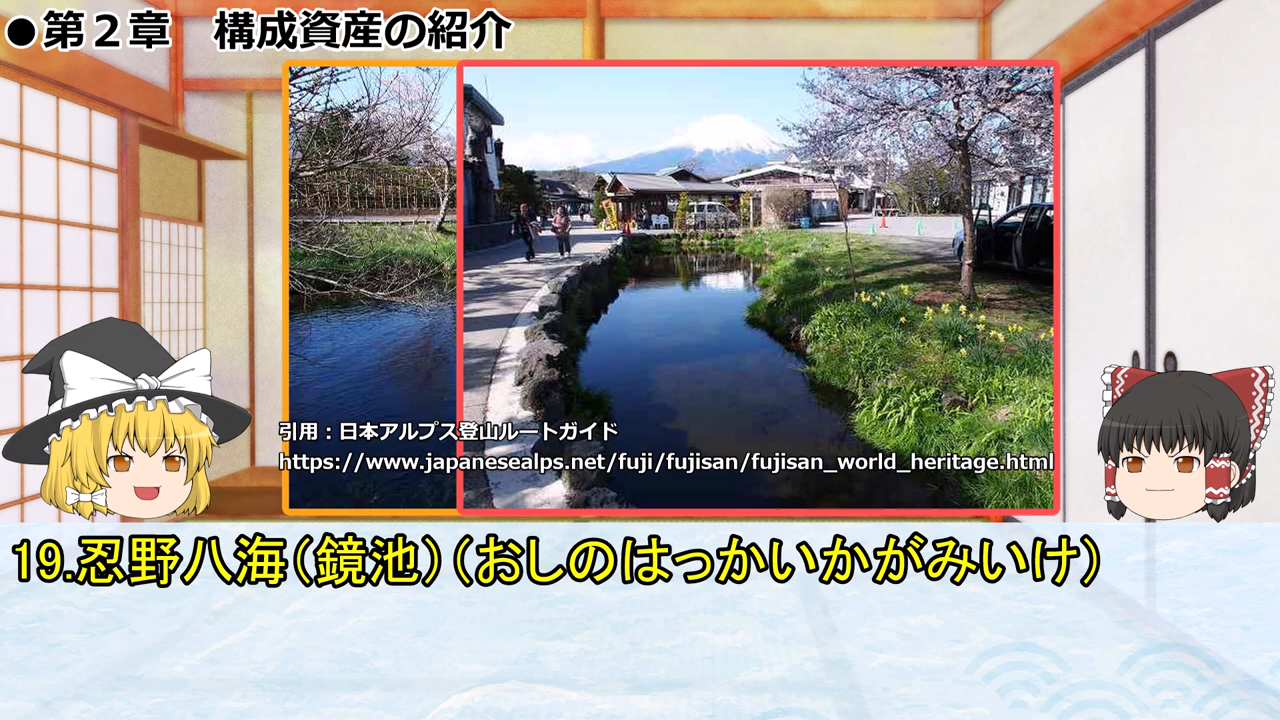 ●第２章　構成資産の紹介
引用：日本アルプス登山ルートガイド
https://www.japanesealps.net/fuji/fujisan/fujisan_world_heritage.html
19.忍野八海（鏡池）（おしのはっかいかがみいけ）